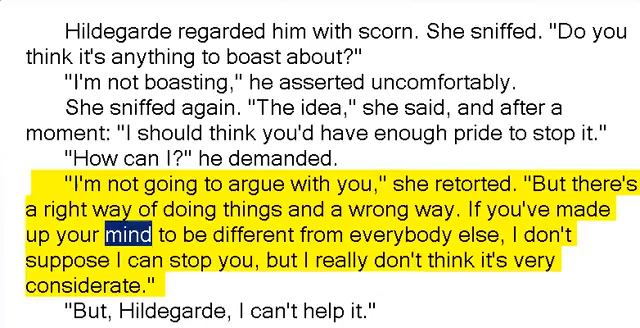 Hildegarde regarded him with scorn. She sniffed. "Do you
think it's anything to boast about?"
"I'm not boasting," he asserted uncomfortably.
She sniffed again. "The idea," she said, and after a
moment: "I should think you'd have enough pride to stop it."
"How can I?" he demanded.
"I'm not going to argue with you," she retorted. "But there's
a right way of doing things and a wrong way. If you've made
up your mind to be different from everybody else, I don't
suppose I can stop you, but I really don't think it's very
considerate."
"But, Hildegarde, I can't help it."